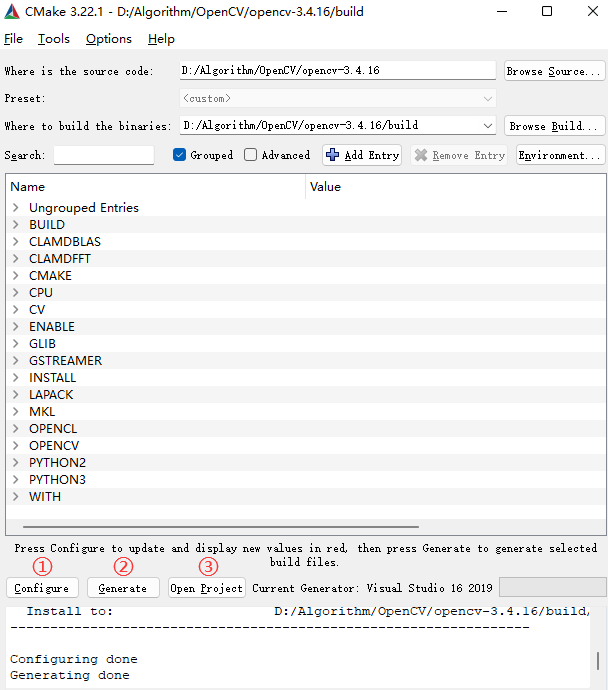 CMake 3.22.1 - D:/Algorithm/OpenCV/opencv-3.4.16/build
File Tools Options Help
Where is the source code: D:/Algorithm/OpenCV/opencv-3.4.16 Browse Source...
Preset: <custom>
Where to build the binaries: D:/Algorithm/OpenCV/opencv-3.4.16/build Browse Build...
Search: Grouped Advanced Add Entry Remove Entry Environment...
Name Value
Ungrouped Entries
BUILD
CLAMDBLAS
CLAMDFFT
CMAKE
CPU
CV
ENABLE
GLIB
GSTREAMER
INSTALL
LAPACK
MKL
OPENCL
OPENCV
PYTHON2
PYTHON3
WITH
Press Configure to update and display new values in red, then press Generate to generate selected
build files.
① ② ③
Configure Generate Open Project Current Generator: Visual Studio 16 2019
Install to: D:/Algorithm/OpenCV/opencv-3.4.16/build/
-----------------------------------------------------------------
Configuring done
Generating done